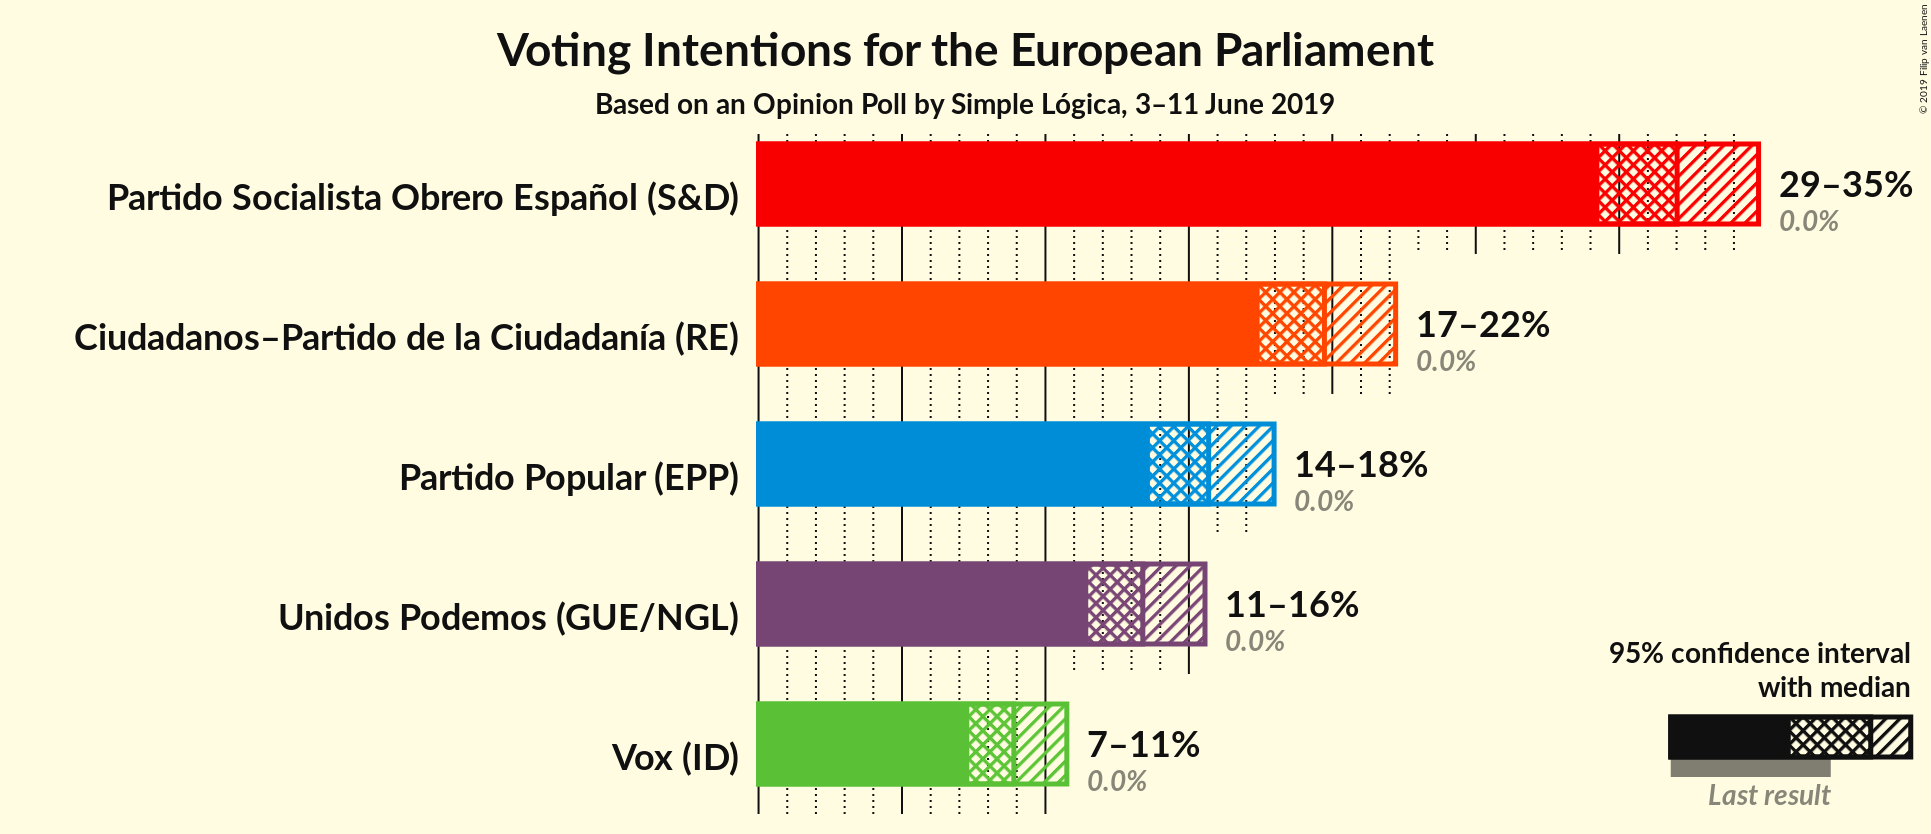 Voting Intentions for the European Parliament
Based on an Opinion Poll by Simple Lógica, 3–11 June 2019
© 2019 Filip van Laenen
Partido Socialista Obrero Español (S&D)
29–35%
0.0%
Ciudadanos–Partido de la Ciudadanía (RE)
17–22%
0.0%
Partido Popular (EPP)
14–18%
0.0%
Unidos Podemos (GUE/NGL)
11–16%
0.0%
Vox (ID)
7–11%
0.0%
95% confidence interval
with median
Last result